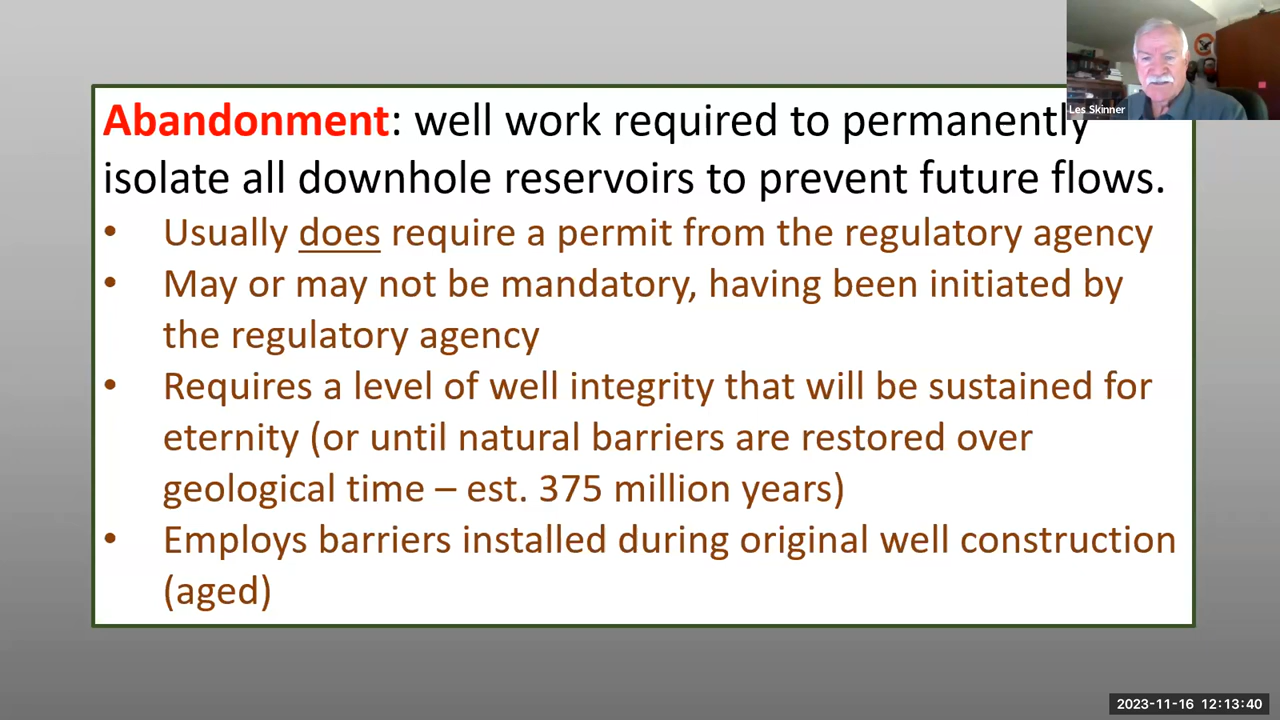 Abandonment: well work required to permanently
isolate all downhole reservoirs to prevent future flows.
• Usually does require a permit from the regulatory agency
• May or may not be mandatory, having been initiated by
the regulatory agency
• Requires a level of well integrity that will be sustained for
eternity (or until natural barriers are restored over
geological time – est. 375 million years)
• Employs barriers installed during original well construction
(aged)
Les Skinner
2023-11-16 12:13:40